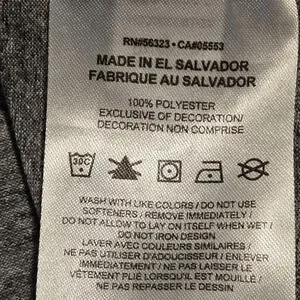 RN#56323 • CA#05553
MADE IN EL SALVADOR
FABRIQUE AU SALVADOR
100% POLYESTER
EXCLUSIVE OF DECORATION/
DECORATION NON COMPRISE
30C
WASH WITH LIKE COLORS / DO NOT USE
SOFTENERS / REMOVE IMMEDIATELY /
DO NOT ALLOW TO LAY ON ITSELF WHEN WET /
DO NOT IRON DESIGN
LAVER AVEC COULEURS SIMILAIRES /
NE PAS UTILISER D'ADOUCISSEUR / ENLEVER
IMMÉDIATEMENT / NE PAS LAISSER LE
VÊTEMENT PLIÉ LORSQU'IL EST MOUILLÉ /
NE PAS REPASSER LE DESSIN